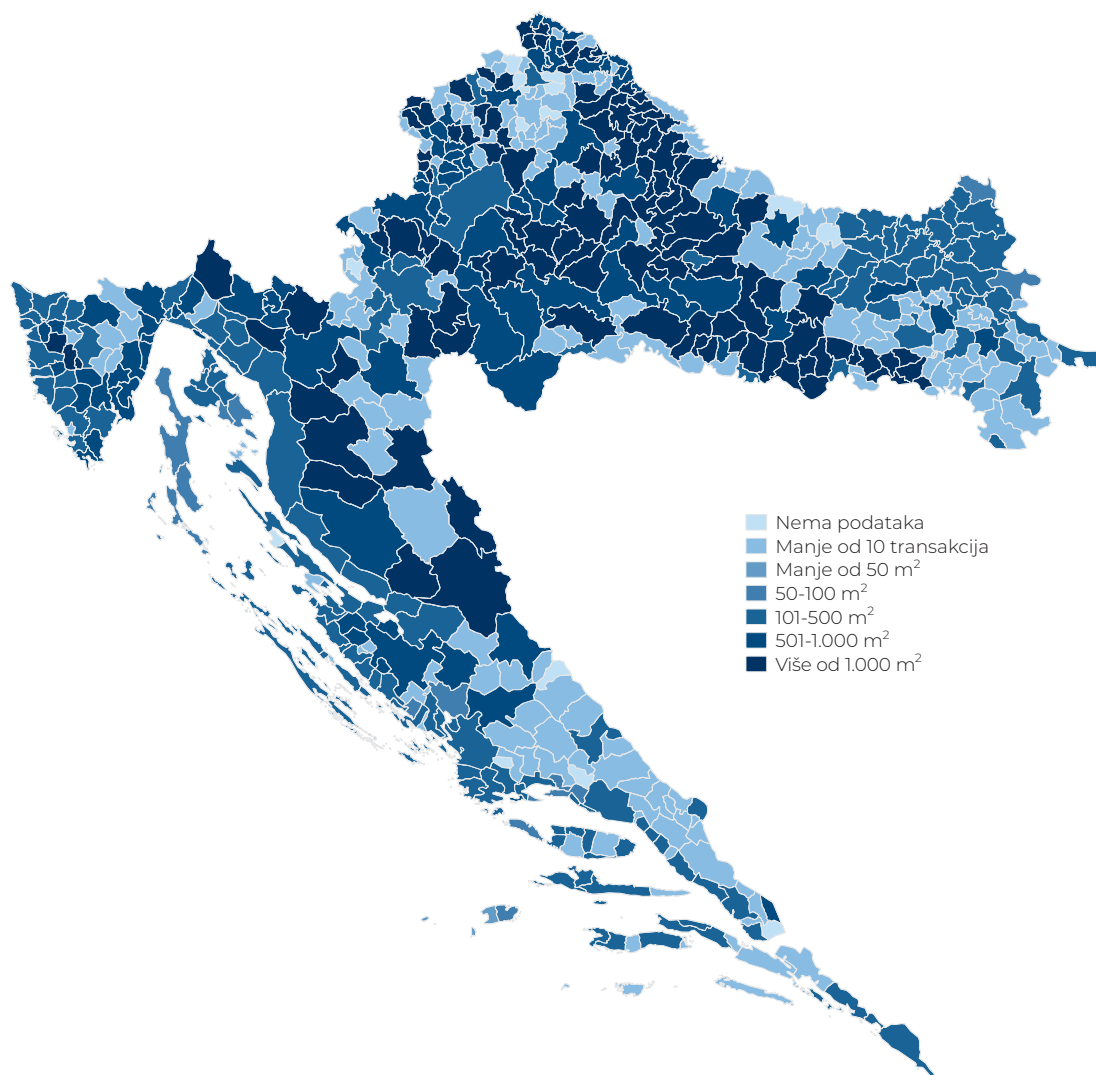 Nema podataka
Manje od 10 transakcija
Manje od 50 m²
50-100 m²
101-500 m²
501-1.000 m²
Više od 1.000 m²